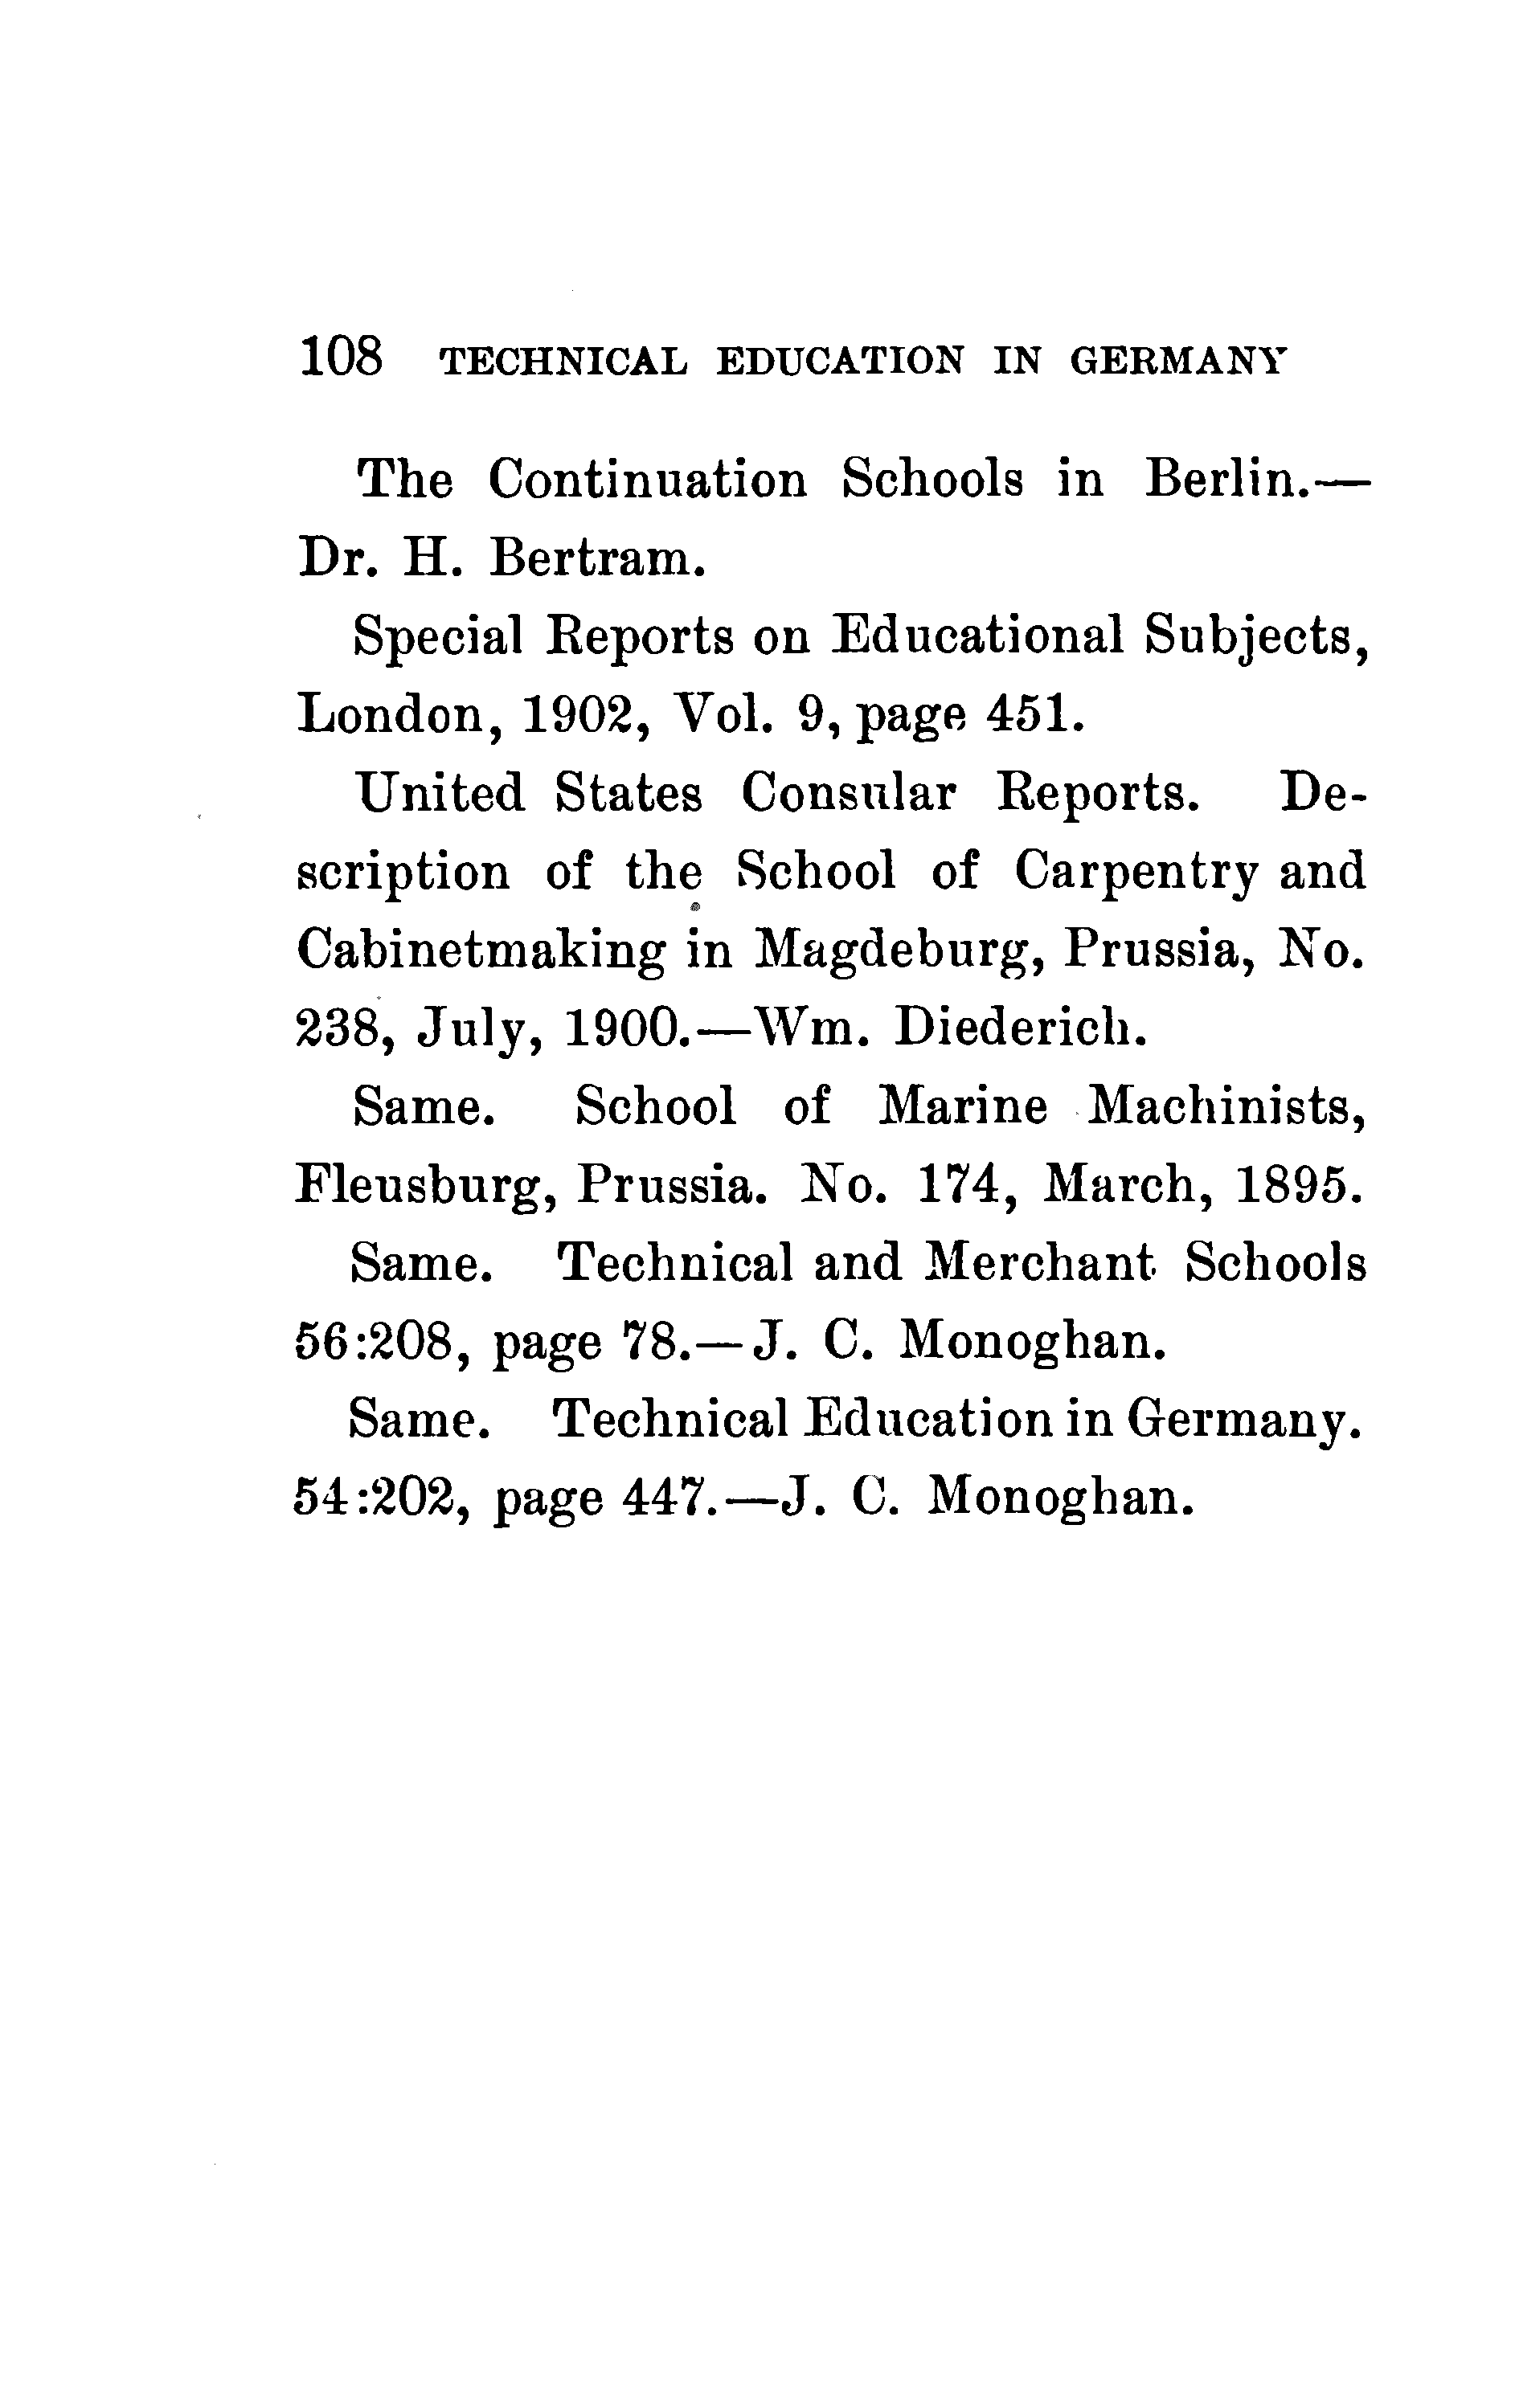 108 TECHNICAL EDUCATION IN GERMANY
The Continuation Schools in Berlin.—
Dr. H. Bertram.
Special Reports on Educational Subjects,
London, 1902, Vol. 9, page 451.
United States Consular Reports. De-
scription of the School of Carpentry and
Cabinetmaking in Magdeburg, Prussia, No.
238, July, 1900.—Wm. Diederich.
Same. School of Marine Machinists,
Fleusburg, Prussia. No. 174, March, 1895.
Same. Technical and Merchant Schools
56:208, page 78.—J. C. Monoghan.
Same. Technical Education in Germany.
54:202, page 447.—J. C. Monoghan.